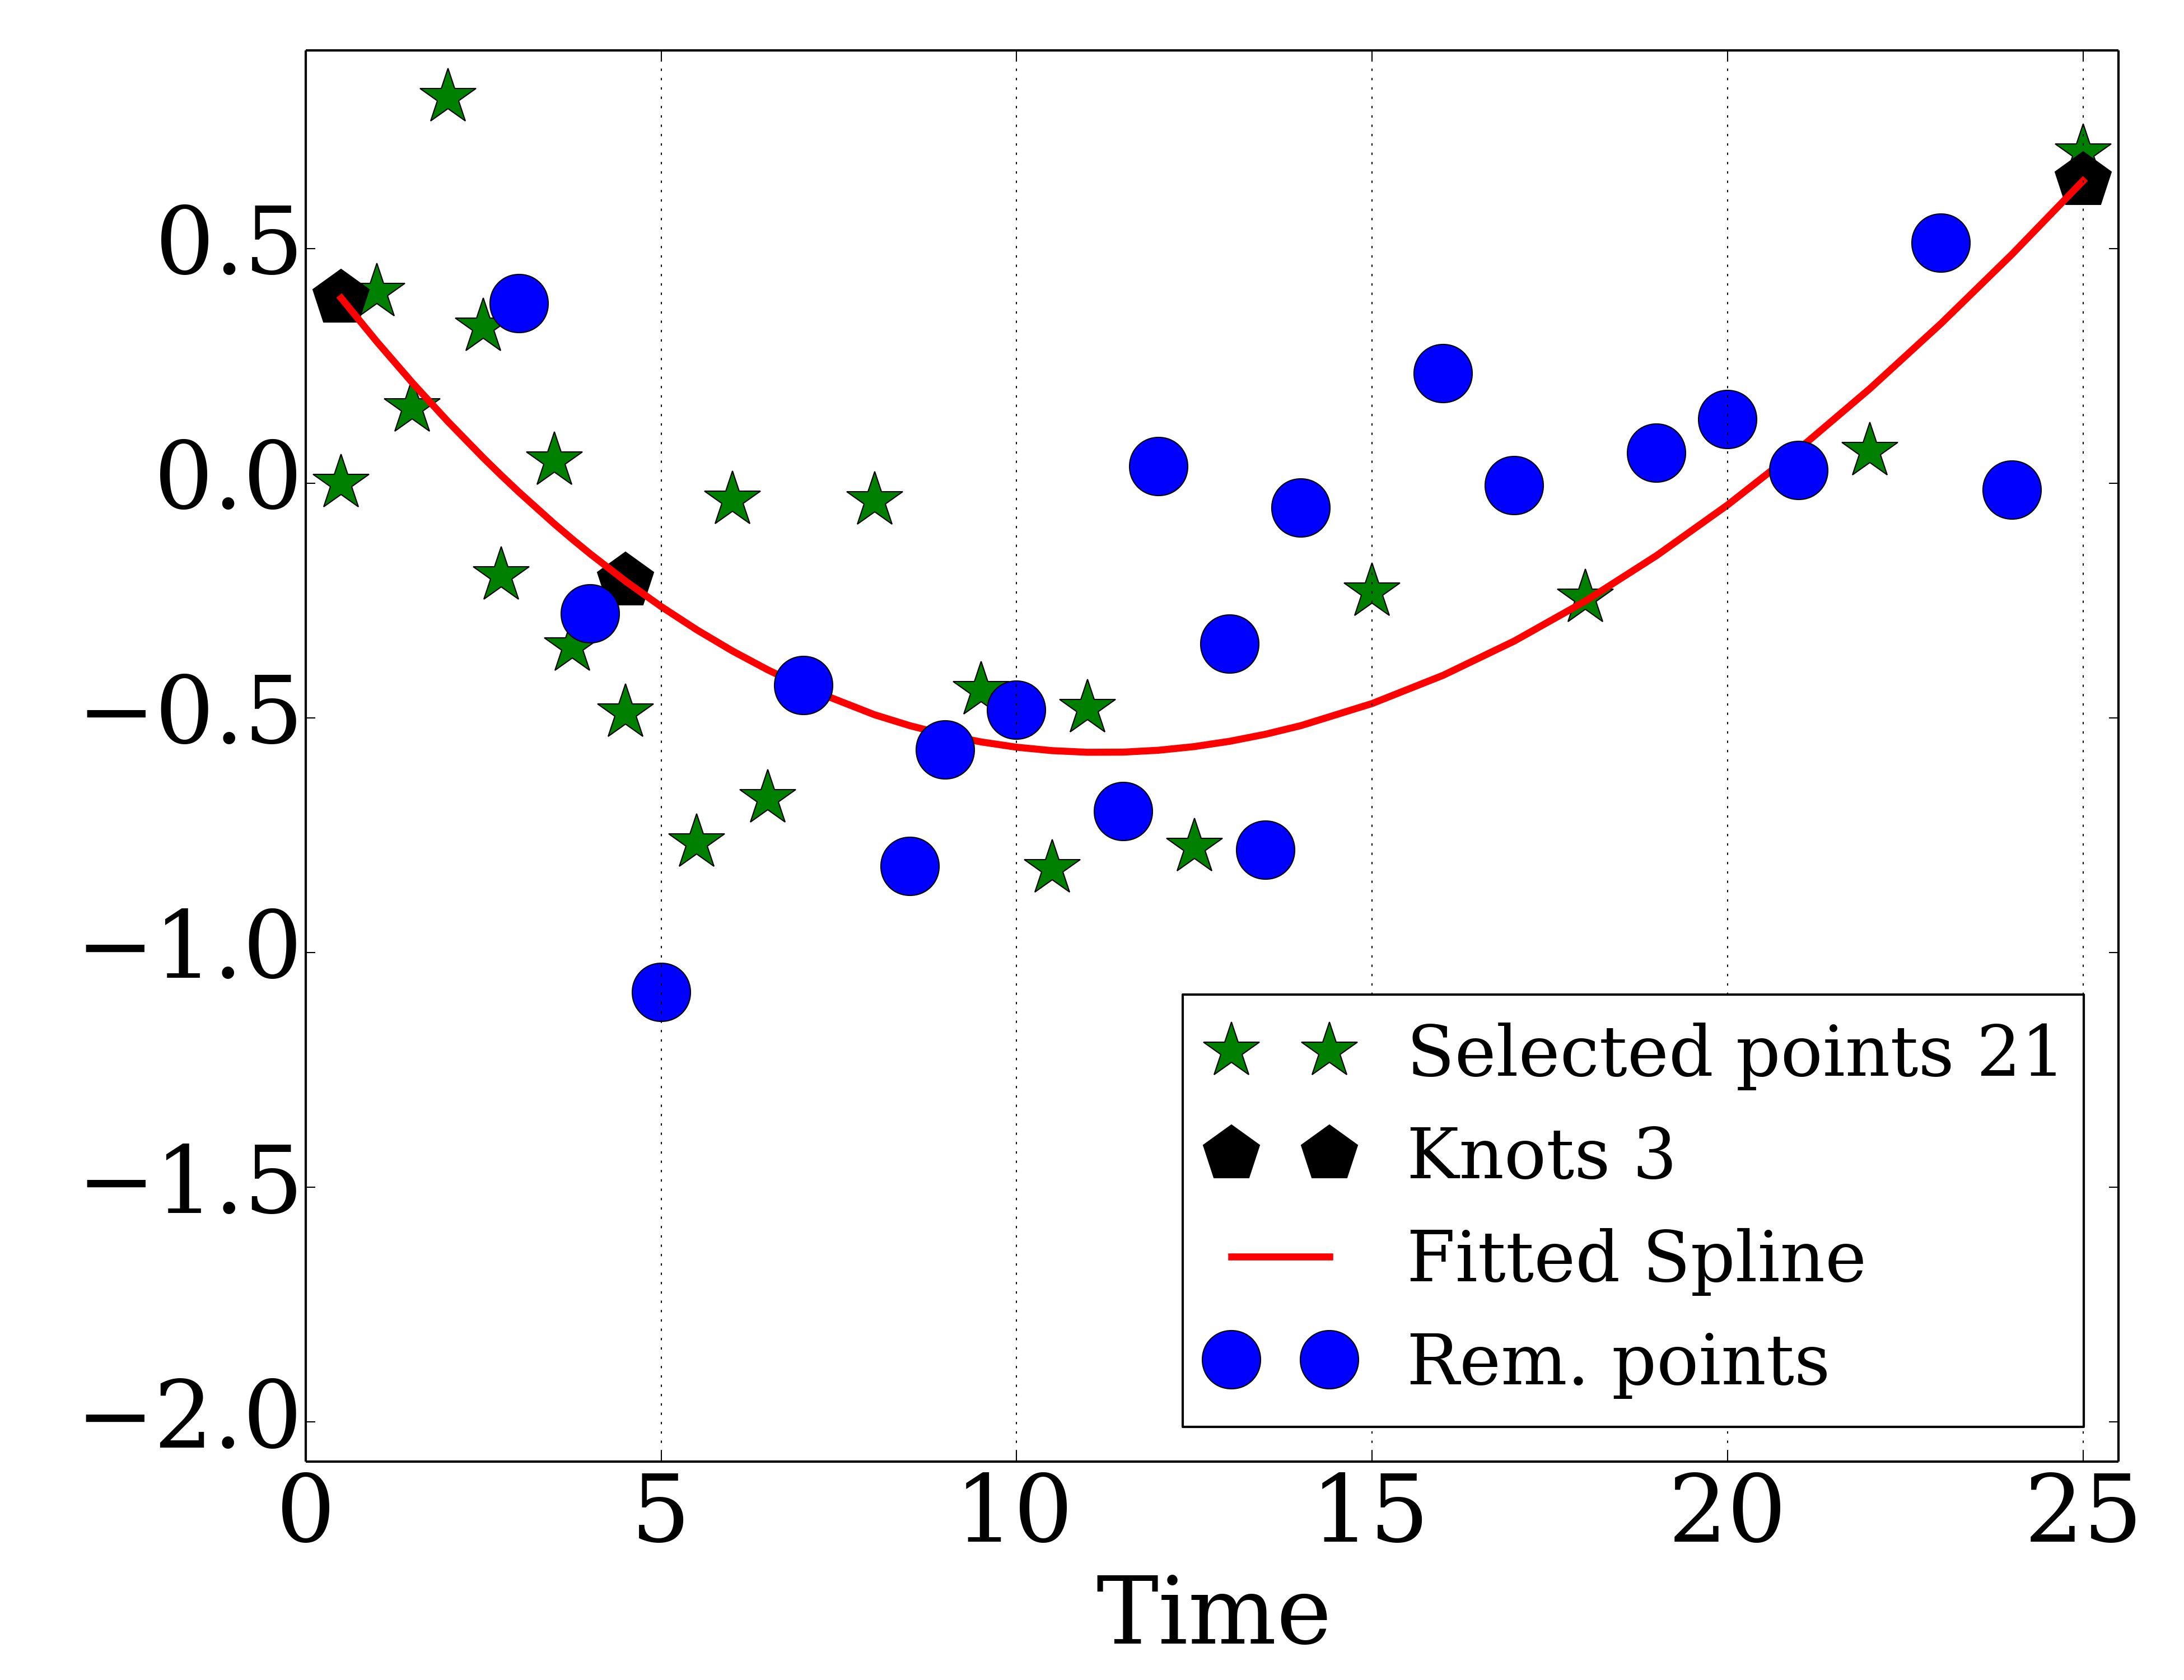 0.5
0.0
−0.5
−1.0
−1.5
−2.0
Selected points 21
Knots 3
Fitted Spline
Rem. points
0 5 10 15 20 25
Time